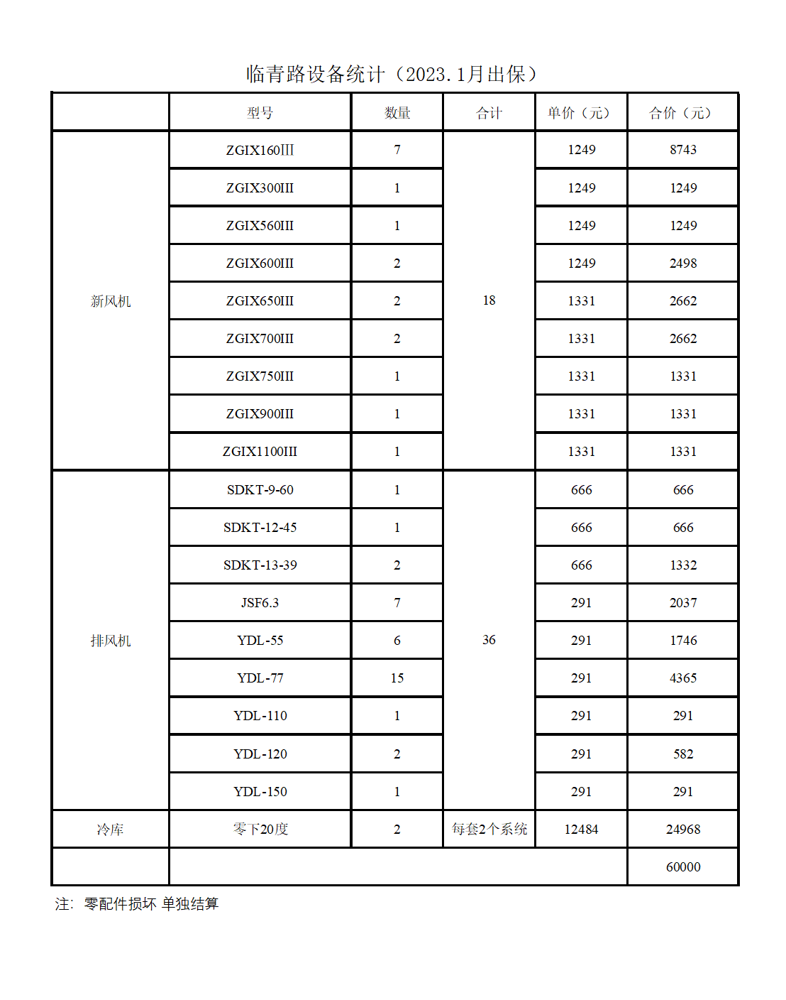 临青路设备统计（2023.1月出保）
型号 数量 合计 单价（元） 合价（元）
新风机 ZGIX160Ⅲ 7 18 1249 8743
ZGIX300III 1 1249 1249
ZGIX560III 1 1249 1249
ZGIX600III 2 1249 2498
ZGIX650III 2 1331 2662
ZGIX700III 2 1331 2662
ZGIX750III 1 1331 1331
ZGIX900III 1 1331 1331
ZGIX1100III 1 1331 1331
排风机 SDKT-9-60 1 36 666 666
SDKT-12-45 1 666 666
SDKT-13-39 2 666 1332
JSF6.3 7 291 2037
YDL-55 6 291 1746
YDL-77 15 291 4365
YDL-110 1 291 291
YDL-120 2 291 582
YDL-150 1 291 291
冷库 零下20度 2 每套2个系统 12484 24968
60000
注：零配件损坏 单独结算